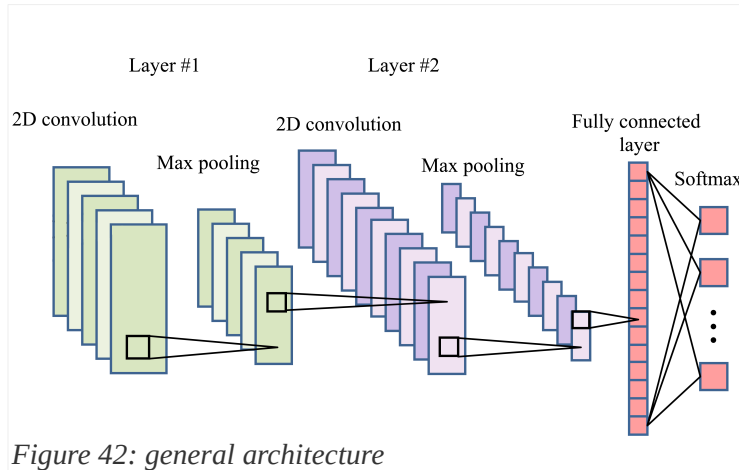 Layer #1
Layer #2
2D convolution
Max pooling
2D convolution
Max pooling
Fully connected
layer
Softmax
Figure 42: general architecture